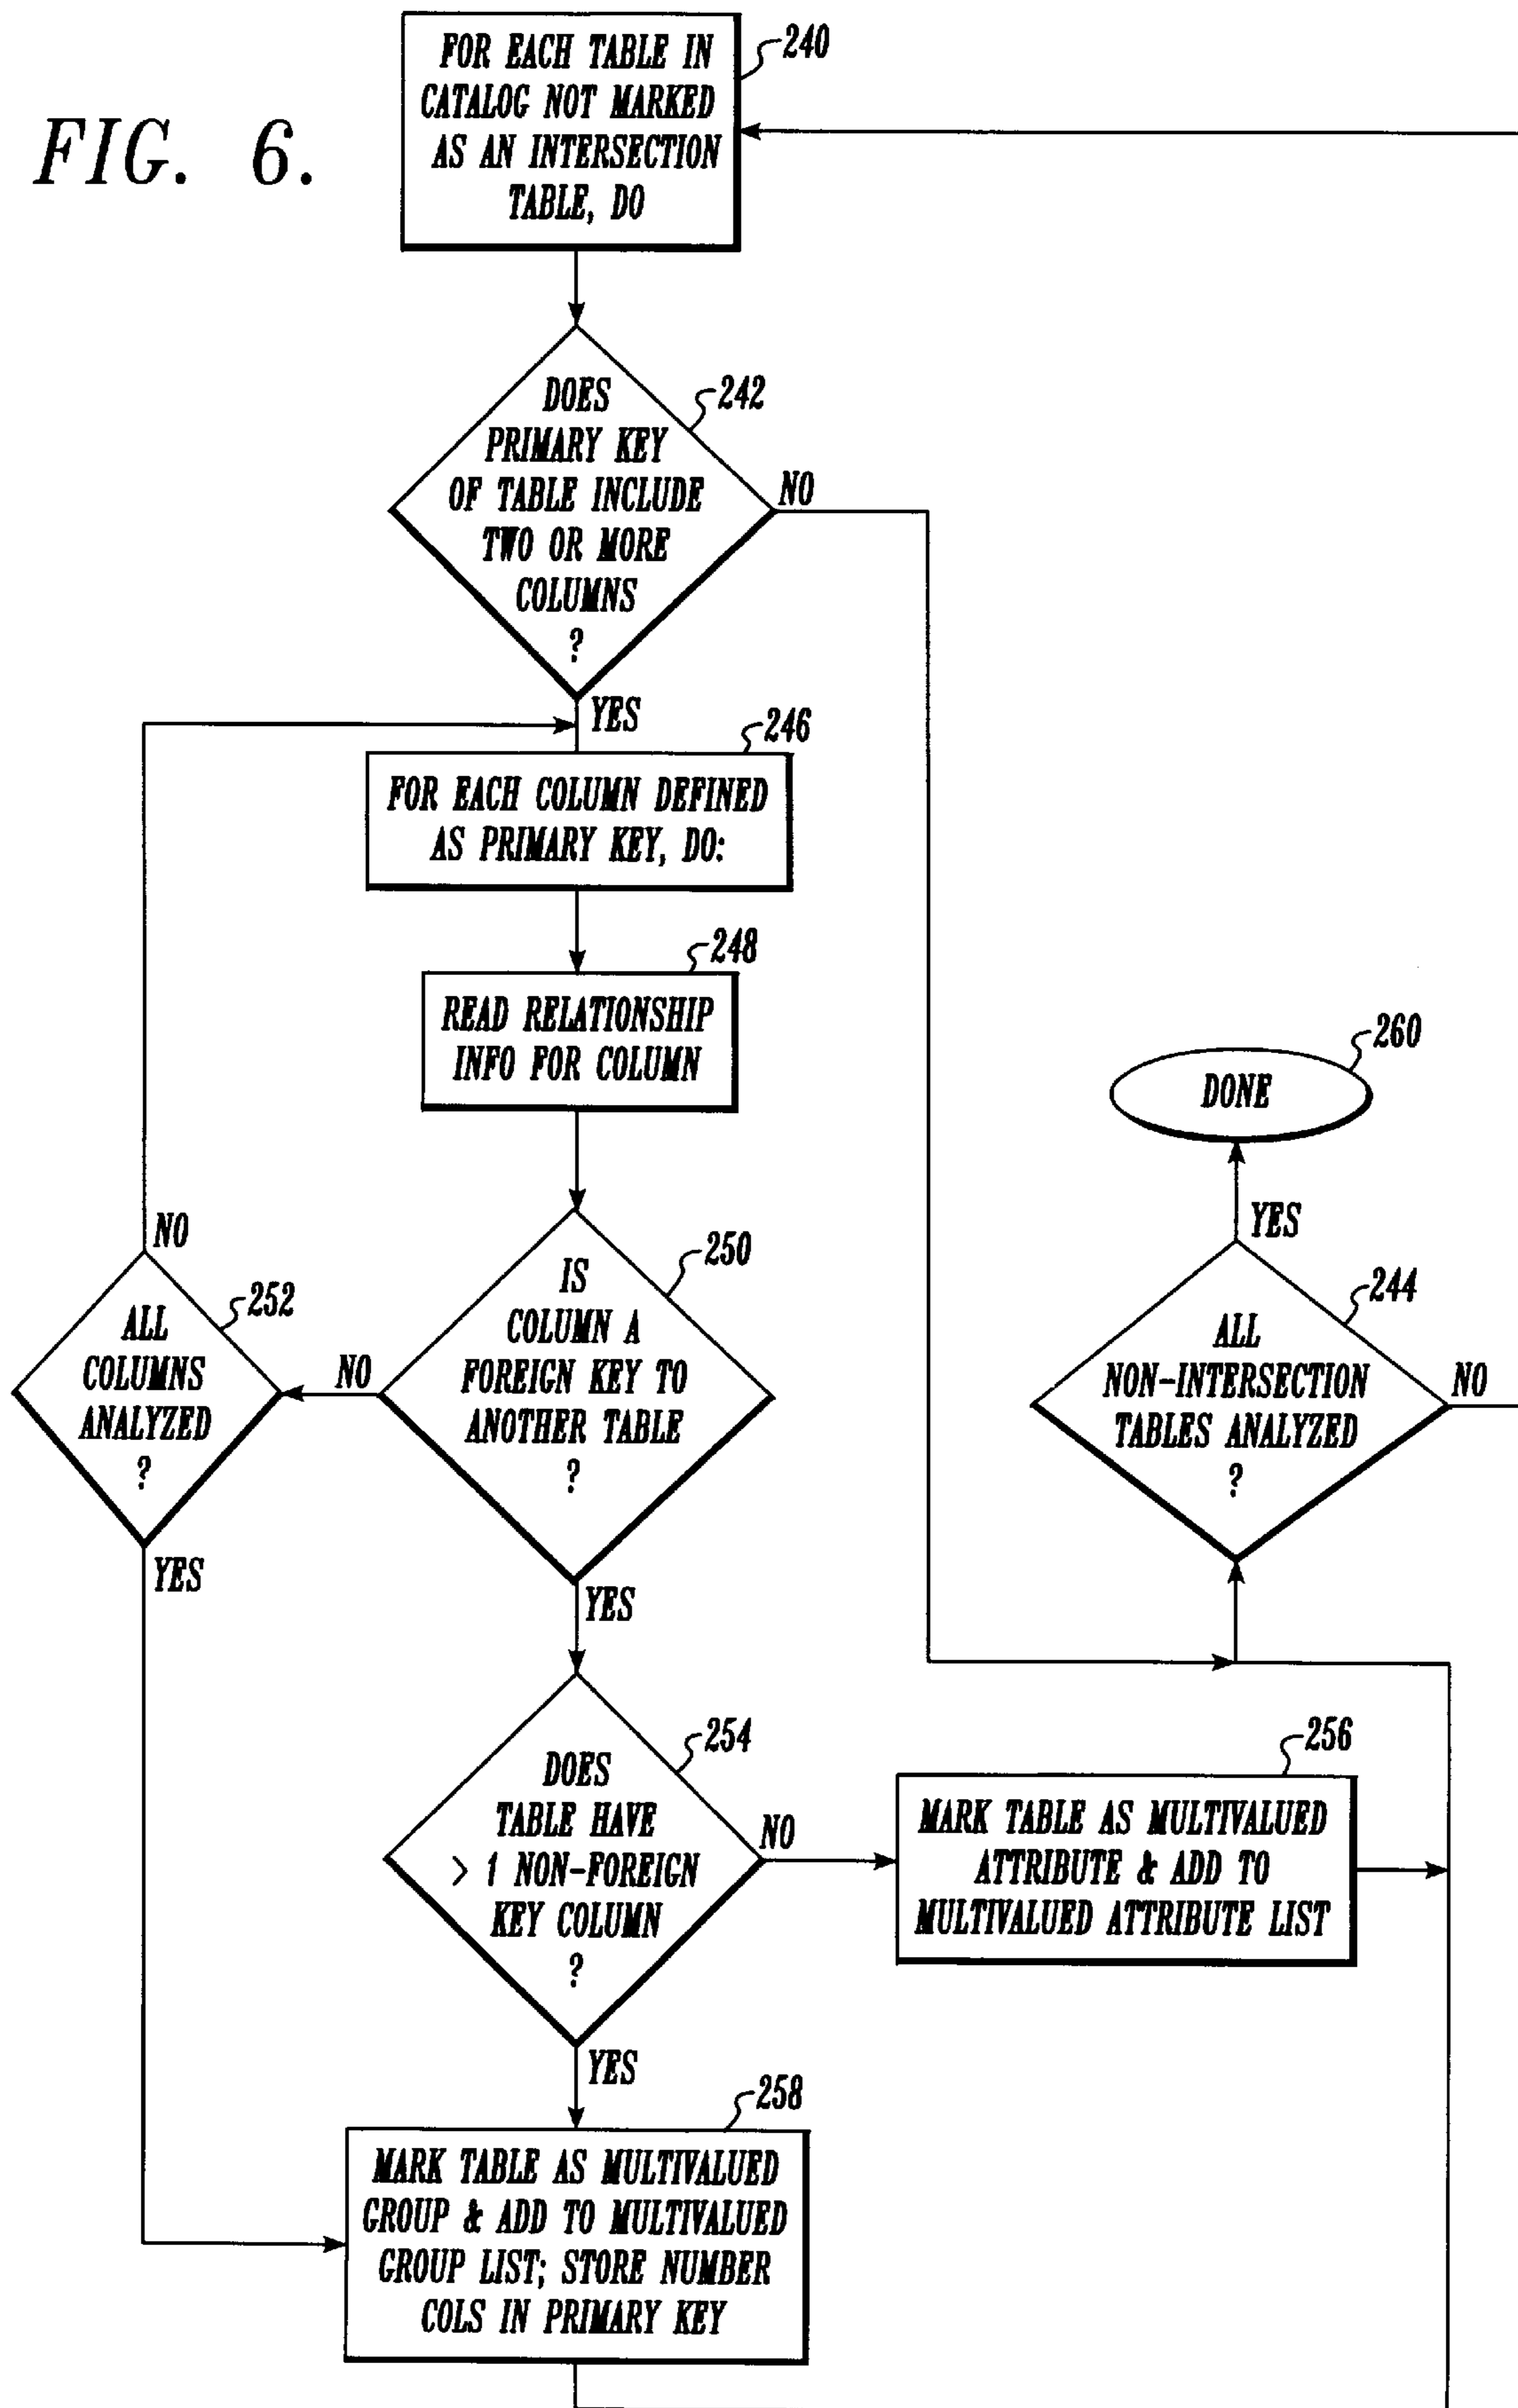 FIG. 6.
FOR EACH TABLE IN
CATALOG NOT MARKED
AS AN INTERSECTION
TABLE, DO
240
DOES
PRIMARY KEY
OF TABLE INCLUDE
TWO OR MORE
COLUMNS
?
242
NO
YES
246
FOR EACH COLUMN DEFINED
AS PRIMARY KEY, DO:
248
READ RELATIONSHIP
INFO FOR COLUMN
260
DONE
YES
NO
252
ALL
COLUMNS
ANALYZED
?
YES
NO
250
IS
COLUMN A
FOREIGN KEY TO
ANOTHER TABLE
?
YES
244
ALL
NON-INTERSECTION
TABLES ANALYZED
?
NO
254
DOES
TABLE HAVE
> 1 NON-FOREIGN
KEY COLUMN
?
NO
YES
256
MARK TABLE AS MULTIVALUED
ATTRIBUTE & ADD TO
MULTIVALUED ATTRIBUTE LIST
258
MARK TABLE AS MULTIVALUED
GROUP & ADD TO MULTIVALUED
GROUP LIST; STORE NUMBER
COLS IN PRIMARY KEY